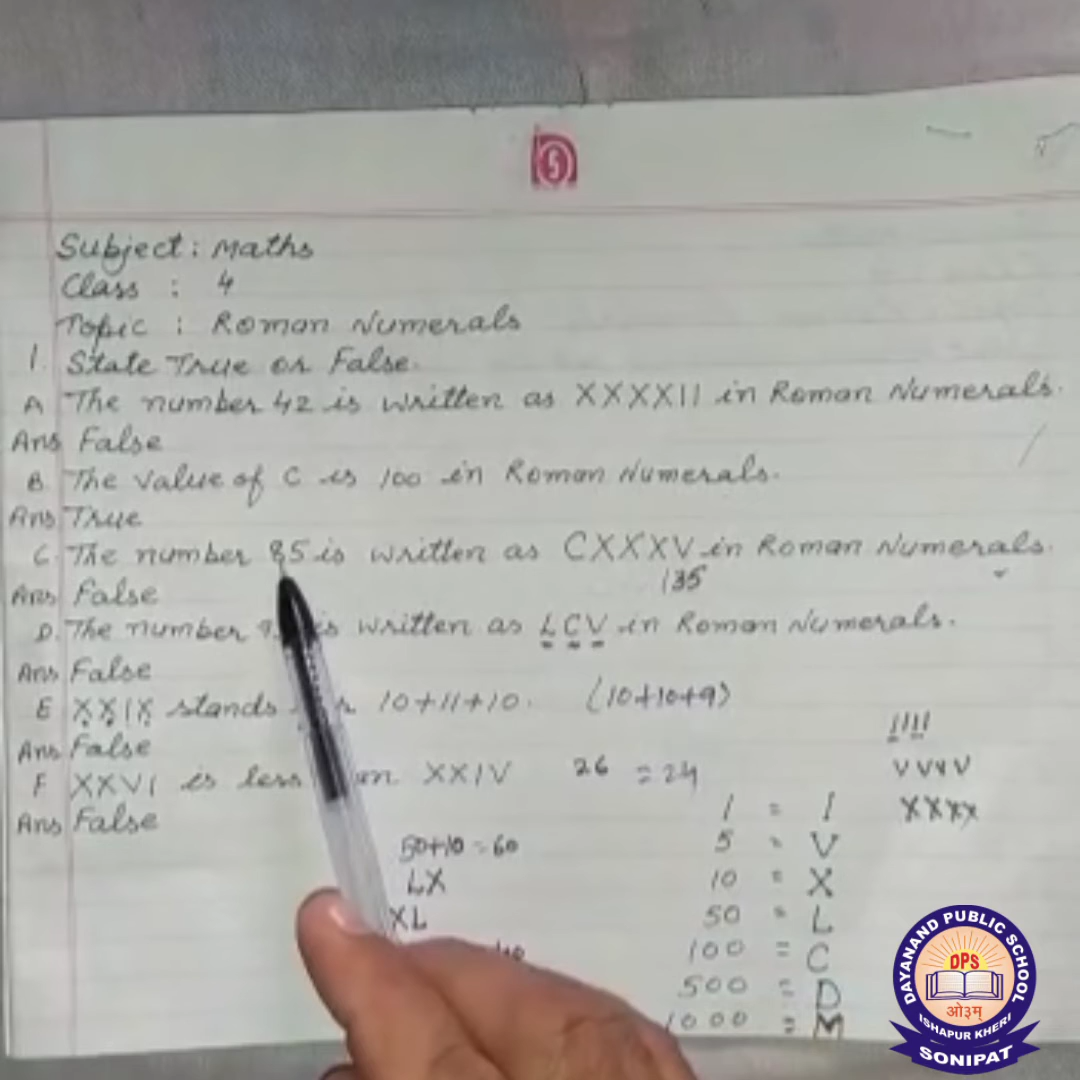 Subject: Maths
Class : 4
Topic : Roman Numerals
1. State True or False.
A The number 42 is written as XXXXII in Roman Numerals.
Ans False
B. The value of C is 100 in Roman Numerals.
Ans True
C. The number 85 is written as CXXXV in Roman Numerals.
135
Ans False
D. The number is written as LCV in Roman Numerals.
Ans False
E XXIX stands 10+11+10. (10+10+9)
Ans False
F XXVI is less XXIV 26 = 24
Ans False
IIII
VVVV
XXXX
50+10=60
LX
XL
1 = I
5 = V
10 = X
50 = L
100 = C
500 = D
1000 = M
DAYANAND PUBLIC SCHOOL
DPS
ओ३म्
ISHAPUR KHERI
SONIPAT